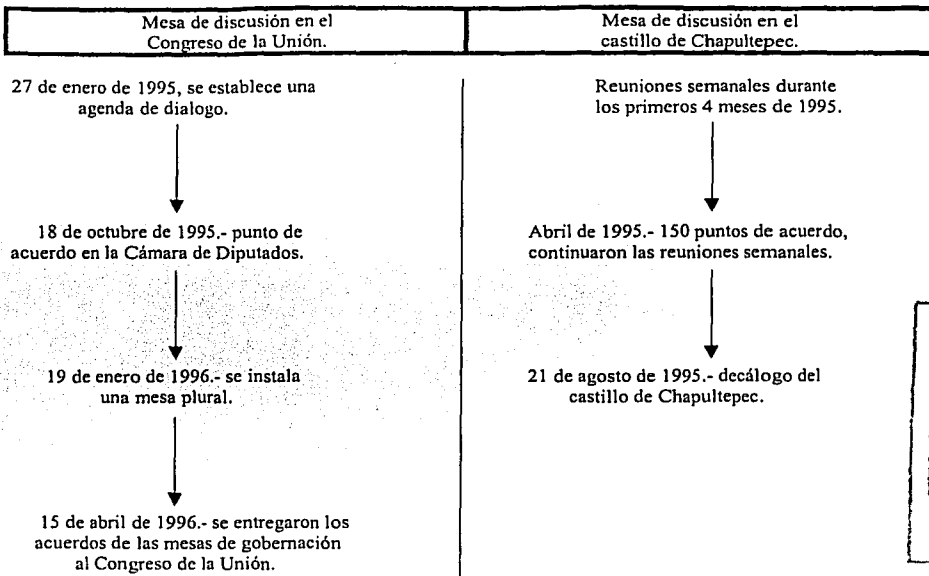 Mesa de discusión en el
Congreso de la Unión.
Mesa de discusión en el
castillo de Chapultepec.
27 de enero de 1995, se establece una
agenda de dialogo.
18 de octubre de 1995.- punto de
acuerdo en la Cámara de Diputados.
19 de enero de 1996.- se instala
una mesa plural.
15 de abril de 1996.- se entregaron los
acuerdos de las mesas de gobernación
al Congreso de la Unión.
Reuniones semanales durante
los primeros 4 meses de 1995.
Abril de 1995.- 150 puntos de acuerdo,
continuaron las reuniones semanales.
21 de agosto de 1995.- decálogo del
castillo de Chapultepec.